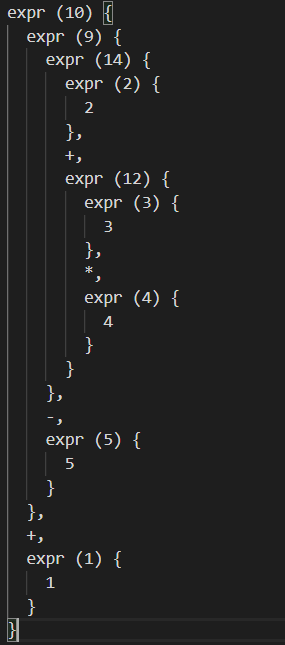 expr (10) {
  expr (9) {
    expr (14) {
      expr (2) {
        2
      },
      +,
      expr (12) {
        expr (3) {
          3
        },
        *,
        expr (4) {
          4
        }
      }
    },
    -,
    expr (5) {
      5
    }
  },
  +,
  expr (1) {
    1
  }
}